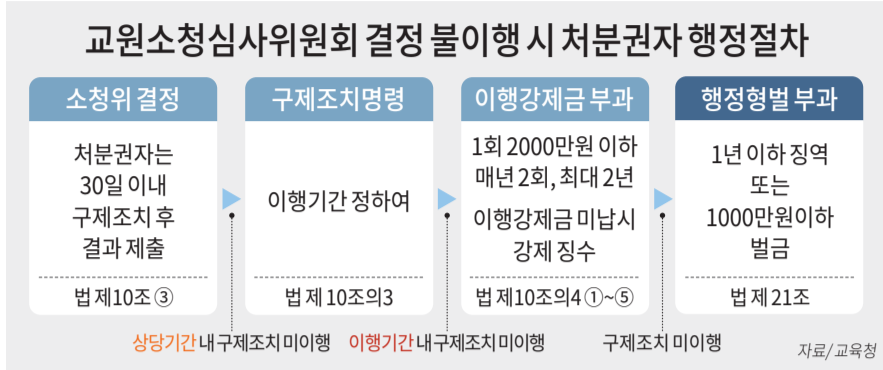 교원소청심사위원회 결정 불이행 시 처분권자 행정절차
소청위 결정
처분권자는
30일 이내
구제조치 후
결과 제출
법 제10조 ③
구제조치명령
이행기간 정하여
법 제 10조의3
이행강제금 부과
1회 2000만원 이하
매년 2회, 최대 2년
이행강제금 미납시
강제 징수
법 제10조의4 ①~⑤
행정형벌 부과
1년 이하 징역
또는
1000만원이하
벌금
법 제 21조
상당기간 내 구제조치 미이행
이행기간 내 구제조치 미이행
구제조치 미이행
자료/교육청